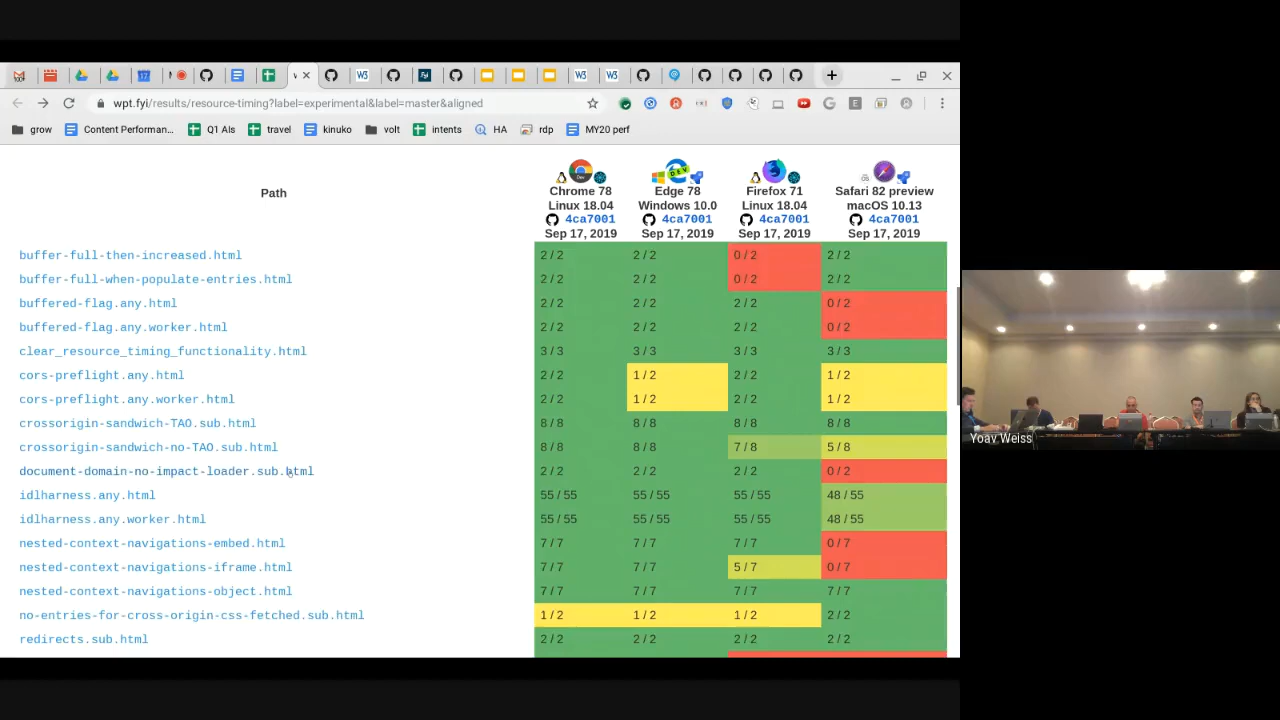 wpt.fyi/results/resource-timing?label=experimental&label=master&aligned
grow Content Performan... Q1 AIs travel kinuko volt intents HA rdp MY20 perf
Path
Chrome 78 Edge 78 Firefox 71 Safari 82 preview
Linux 18.04 Windows 10.0 Linux 18.04 macOS 10.13
4ca7001 4ca7001 4ca7001 4ca7001
Sep 17, 2019 Sep 17, 2019 Sep 17, 2019 Sep 17, 2019
buffer-full-then-increased.html 2 / 2 2 / 2 0 / 2 2 / 2
buffer-full-when-populate-entries.html 2 / 2 2 / 2 0 / 2 2 / 2
buffered-flag.any.html 2 / 2 2 / 2 2 / 2 0 / 2
buffered-flag.any.worker.html 2 / 2 2 / 2 2 / 2 0 / 2
clear_resource_timing_functionality.html 3 / 3 3 / 3 3 / 3 3 / 3
cors-preflight.any.html 2 / 2 1 / 2 2 / 2 1 / 2
cors-preflight.any.worker.html 2 / 2 1 / 2 2 / 2 1 / 2
crossorigin-sandwich-TAO.sub.html 8 / 8 8 / 8 8 / 8 8 / 8
crossorigin-sandwich-no-TAO.sub.html 8 / 8 8 / 8 7 / 8 5 / 8
document-domain-no-impact-loader.sub.html 2 / 2 2 / 2 2 / 2 0 / 2
idlharness.any.html 55 / 55 55 / 55 55 / 55 48 / 55
idlharness.any.worker.html 55 / 55 55 / 55 55 / 55 48 / 55
nested-context-navigations-embed.html 7 / 7 7 / 7 7 / 7 0 / 7
nested-context-navigations-iframe.html 7 / 7 7 / 7 5 / 7 0 / 7
nested-context-navigations-object.html 7 / 7 7 / 7 7 / 7 7 / 7
no-entries-for-cross-origin-css-fetched.sub.html 1 / 2 1 / 2 1 / 2 2 / 2
redirects.sub.html 2 / 2 2 / 2 2 / 2 2 / 2
Yoav Weiss